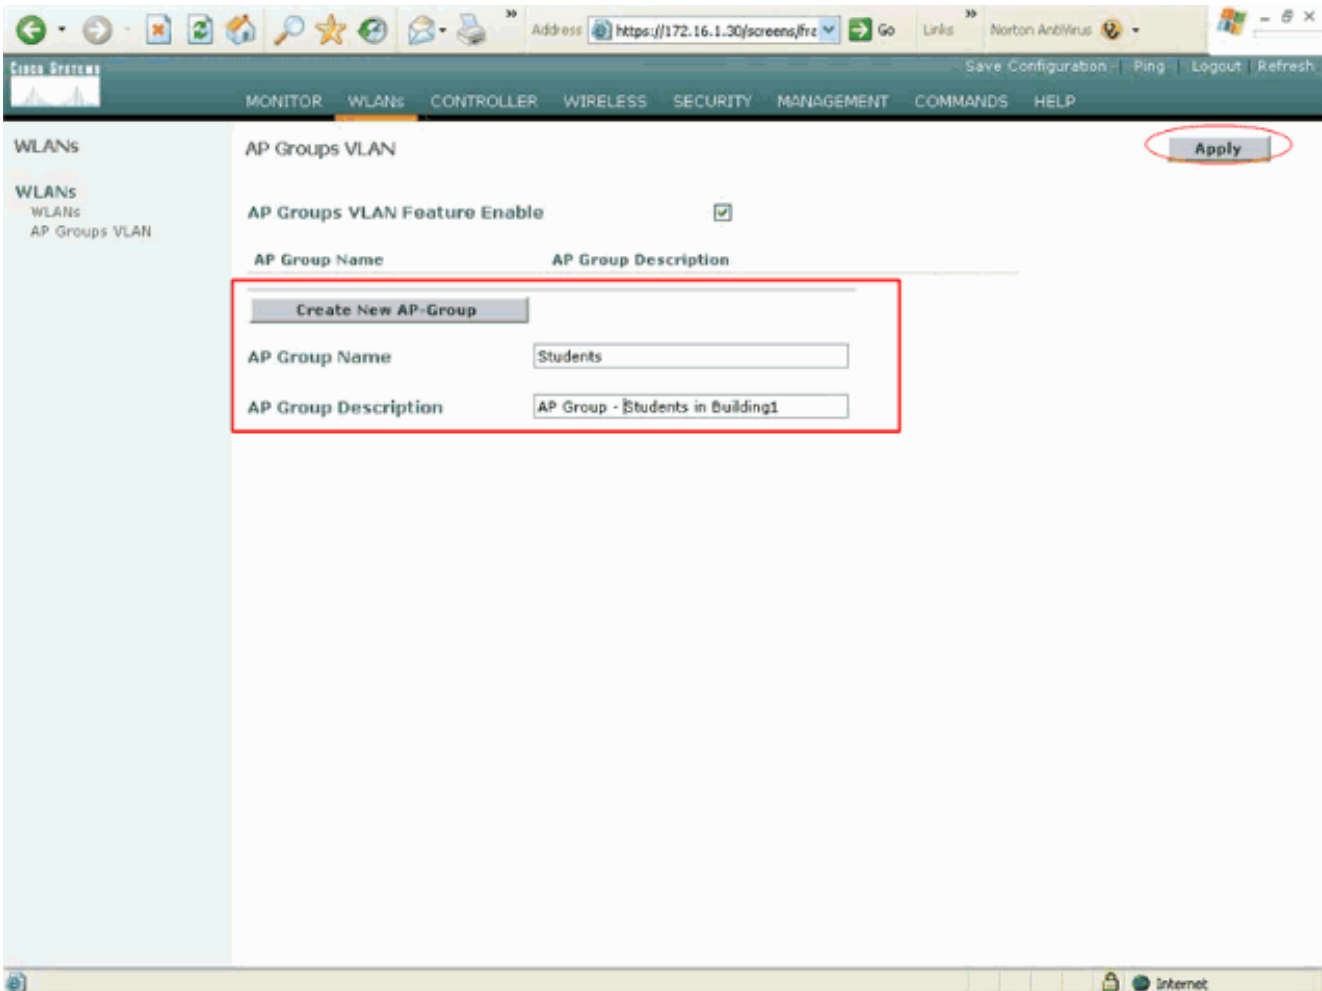 » Address https://172.16.1.30/screens/fra Go Links » Norton AntiVirus
CISCO SYSTEMS
Save Configuration | Ping | Logout | Refresh
MONITOR WLANs CONTROLLER WIRELESS SECURITY MANAGEMENT COMMANDS HELP
WLANs
WLANs
WLANs
AP Groups VLAN
AP Groups VLAN
Apply
AP Groups VLAN Feature Enable
AP Group Name AP Group Description
Create New AP-Group
AP Group Name Students
AP Group Description AP Group - Students in Building1
Internet